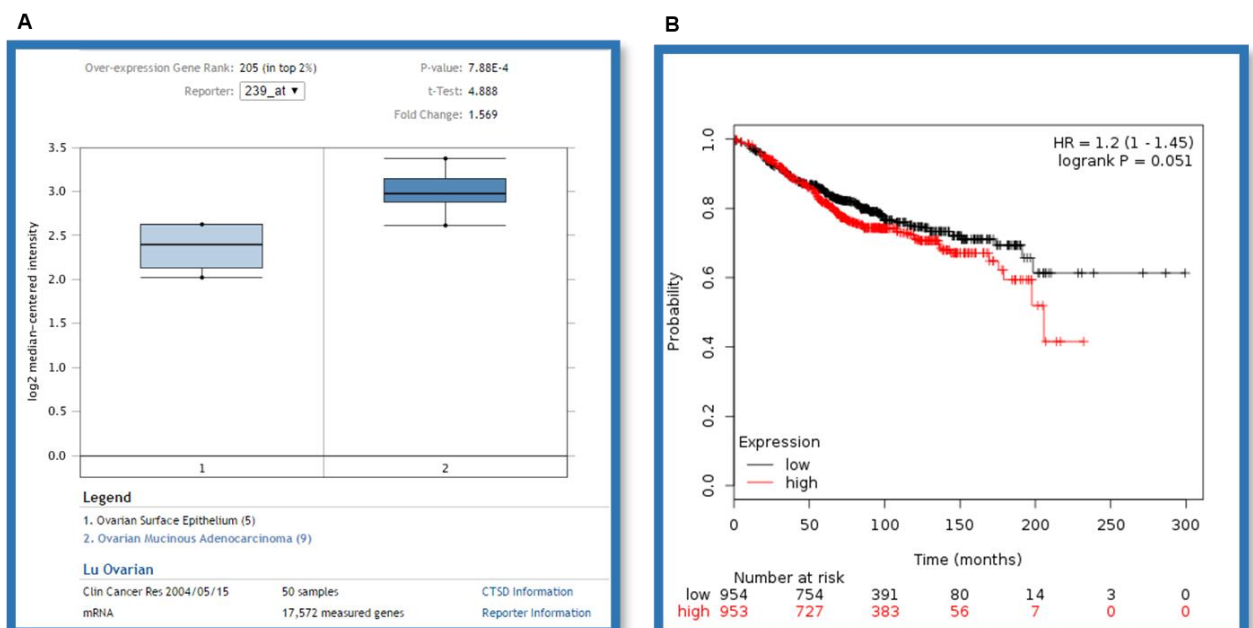 A
Over-expression Gene Rank: 205 (in top 2%)
P-value: 7.88E-4
Reporter: 239_at ▼
t-Test: 4.888
Fold Change: 1.569
3.5
3.0
2.5
2.0
1.5
1.0
0.5
0.0
log2 median-centered intensity
1 2
Legend
1. Ovarian Surface Epithelium (5)
2. Ovarian Mucinous Adenocarcinoma (9)
Lu Ovarian
Clin Cancer Res 2004/05/15 50 samples CTSD Information
mRNA 17,572 measured genes Reporter Information
B
HR = 1.2 (1 - 1.45)
logrank P = 0.051
1.0
0.8
0.6
0.4
0.2
0.0
Probability
Expression
low
high
0 50 100 150 200 250 300
Time (months)
Number at risk
low 954 754 391 80 14 3 0
high 953 727 383 56 7 0 0